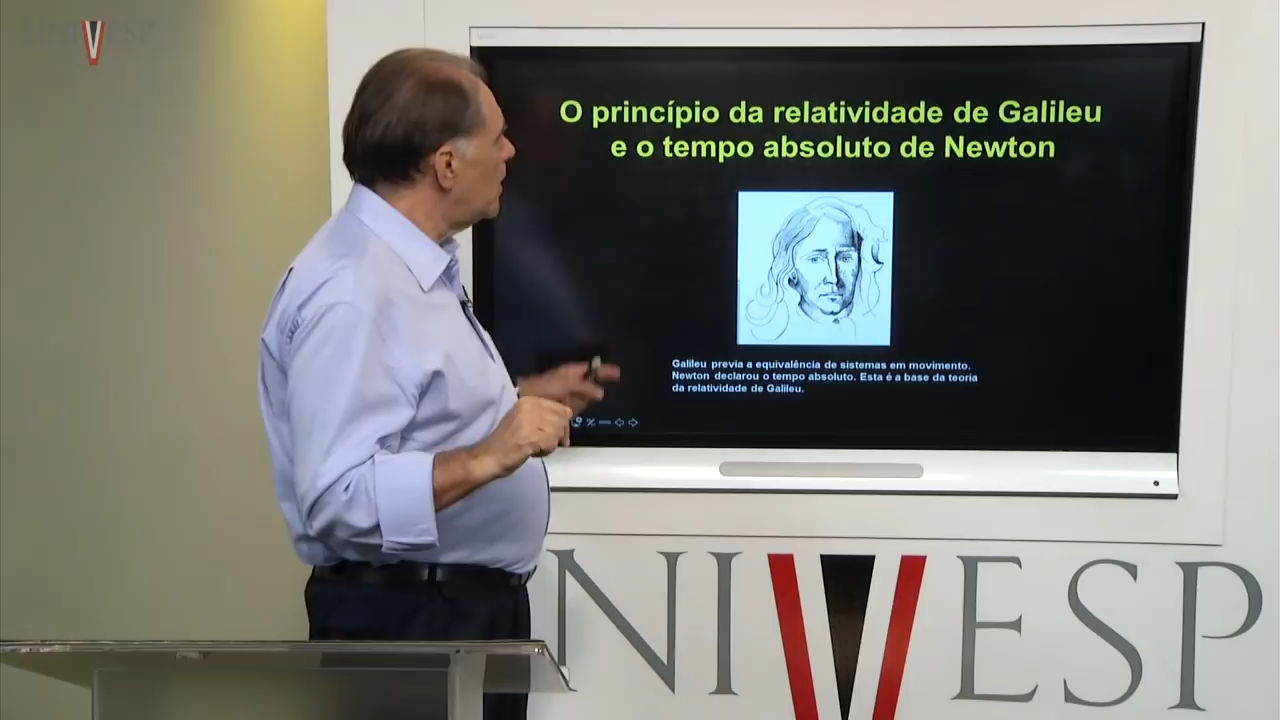 UNIVESP
O princípio da relatividade de Galileu
e o tempo absoluto de Newton
Galileu previa a equivalência de sistemas em movimento.
Newton declarou o tempo absoluto. Esta é a base da teoria
da relatividade de Galileu.
UNIVESP